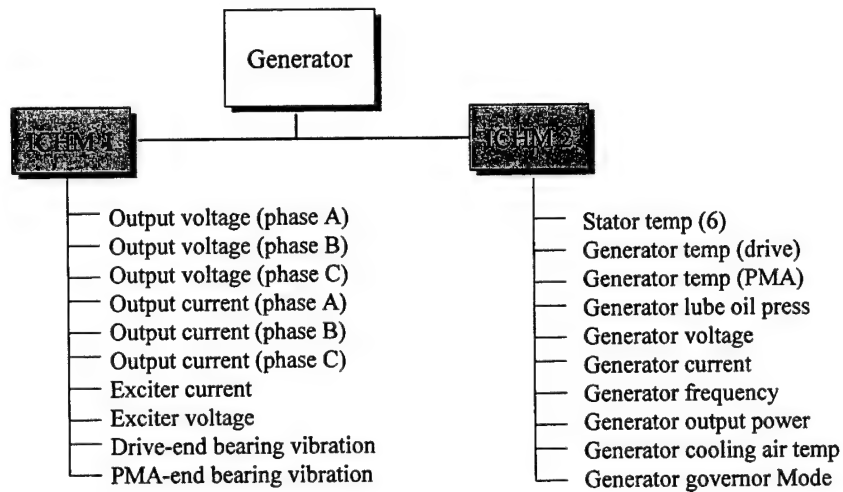 Generator
ICHM 1
ICHM 2
Output voltage (phase A)
Output voltage (phase B)
Output voltage (phase C)
Output current (phase A)
Output current (phase B)
Output current (phase C)
Exciter current
Exciter voltage
Drive-end bearing vibration
PMA-end bearing vibration
Stator temp (6)
Generator temp (drive)
Generator temp (PMA)
Generator lube oil press
Generator voltage
Generator current
Generator frequency
Generator output power
Generator cooling air temp
Generator governor Mode